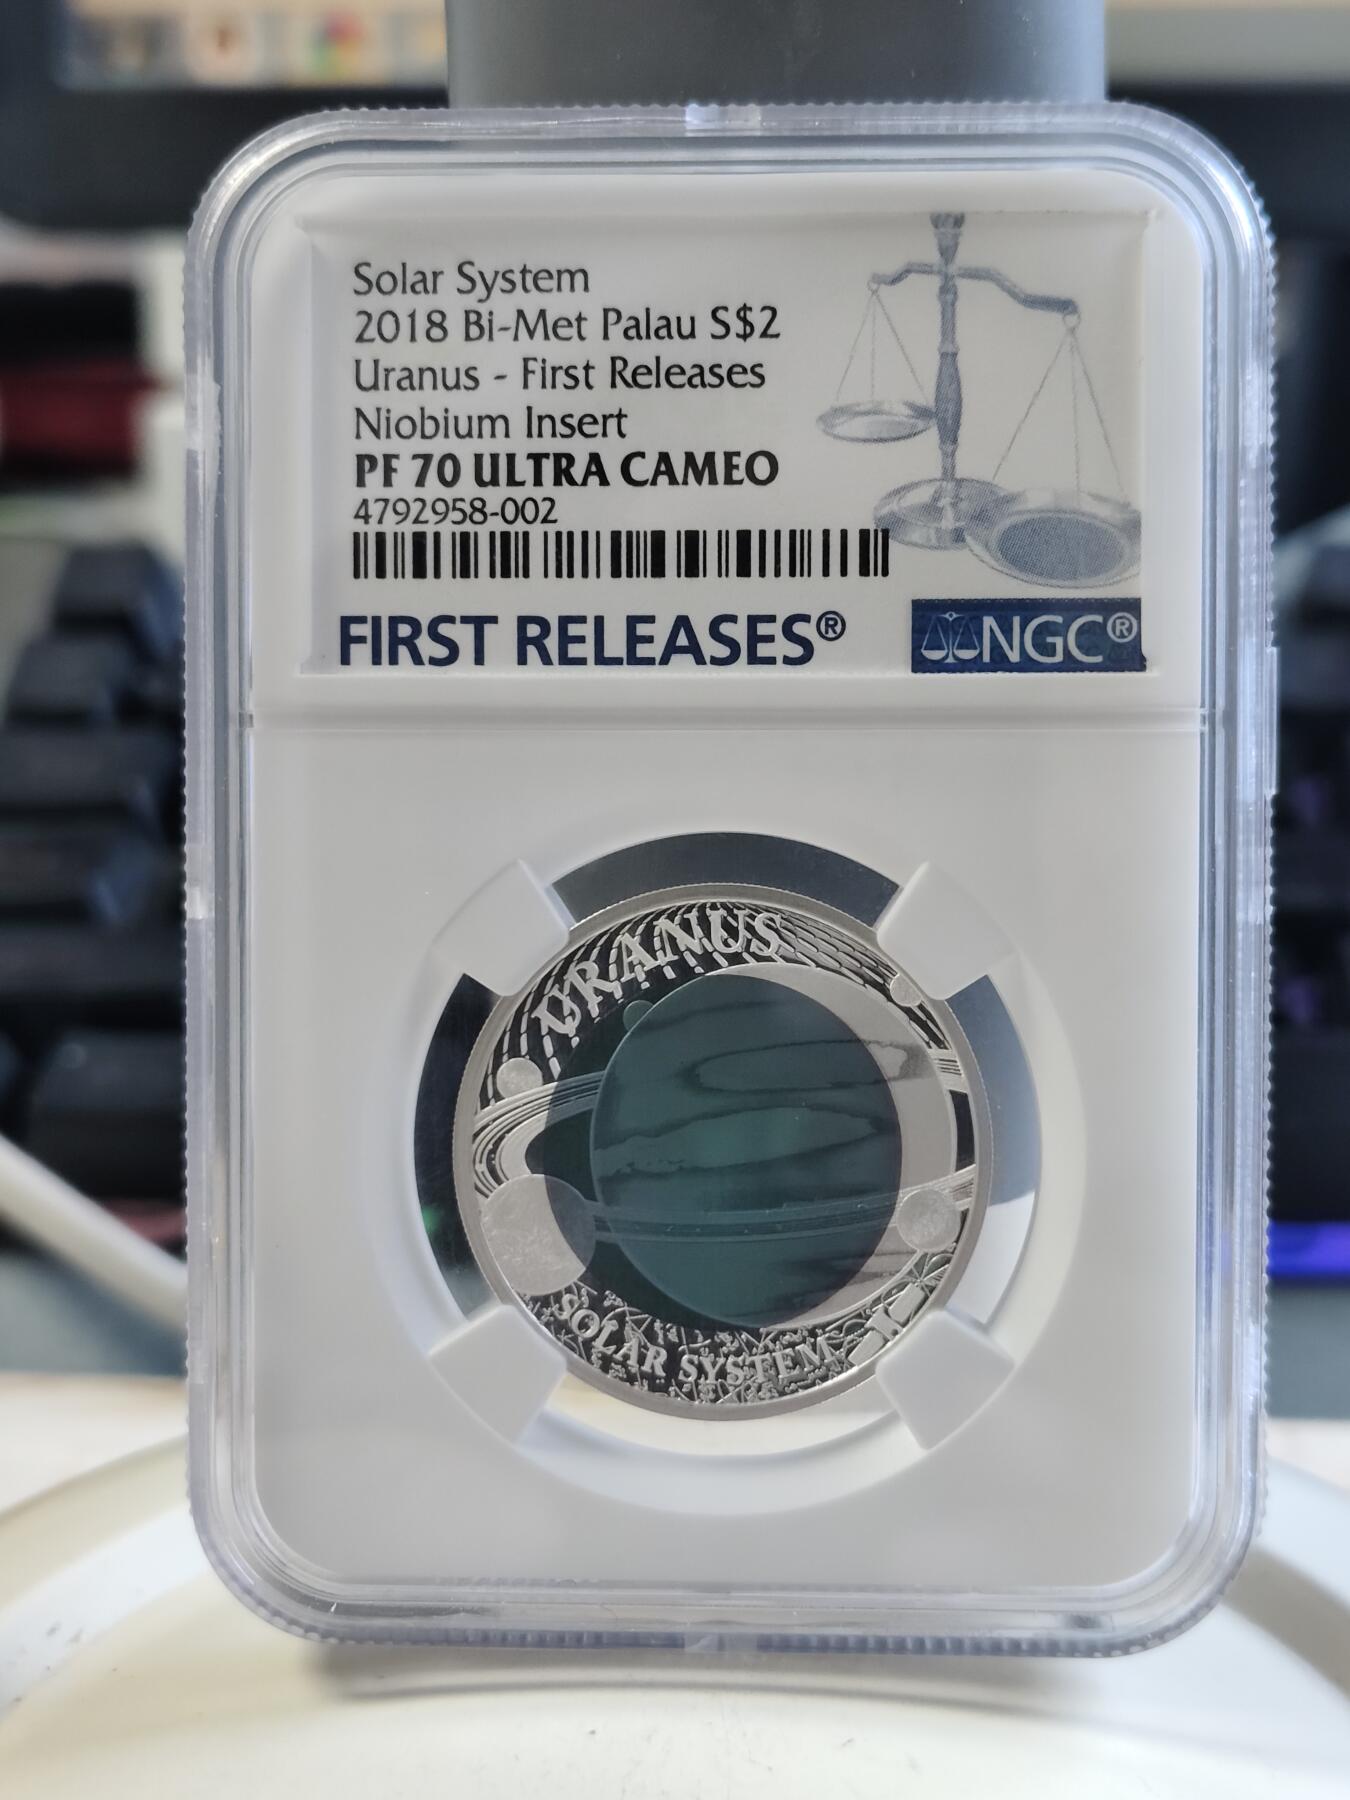 Solar System
2018 Bi-Met Palau S$2
Uranus - First Releases
Niobium Insert
PF 70 ULTRA CAMEO
4792958-002
FIRST RELEASES®
NGC®
URANUS
SOLAR SYSTEM